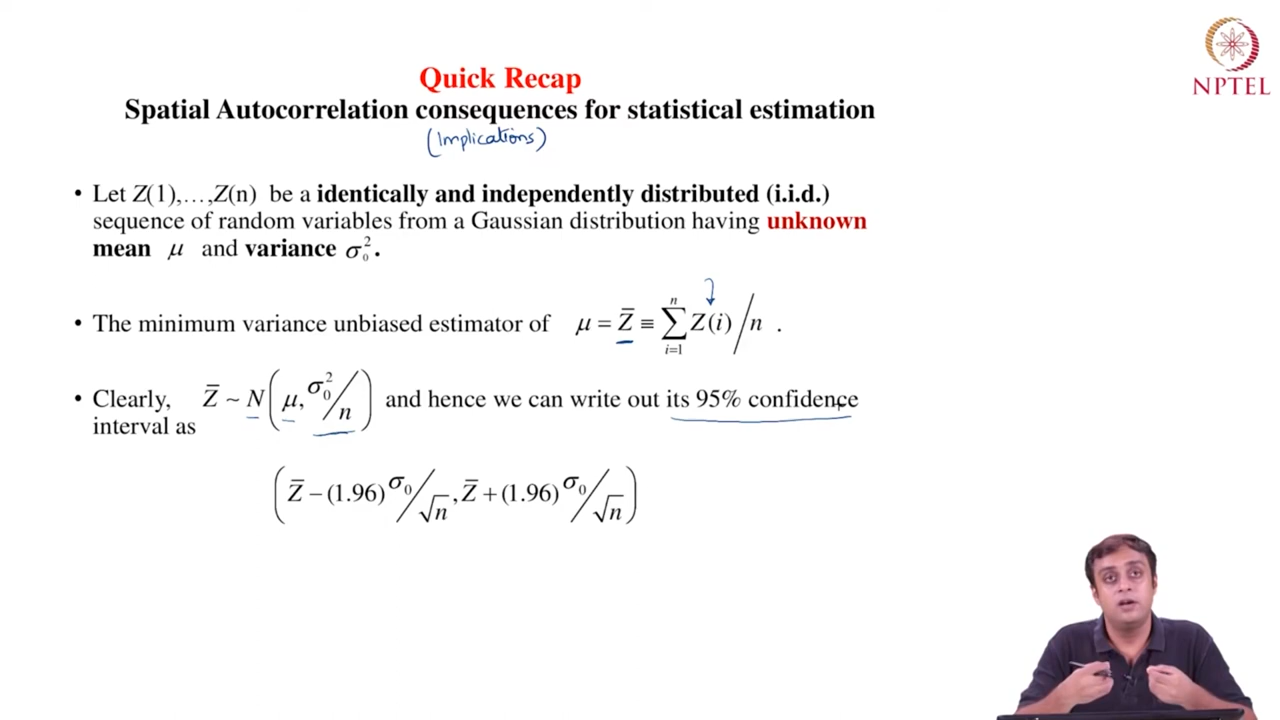 NPTEL
Quick Recap
Spatial Autocorrelation consequences for statistical estimation
(Implications)
• Let Z(1),…,Z(n) be a identically and independently distributed (i.i.d.)
sequence of random variables from a Gaussian distribution having unknown
mean μ and variance σ₀².
• The minimum variance unbiased estimator of μ = Z̄ ≡ ∑ᵢ₌₁ⁿ Z(i)/n .
• Clearly, Z̄ ~ N(μ, σ₀²/n) and hence we can write out its 95% confidence
interval as
(Z̄ − (1.96) σ₀/√n, Z̄ + (1.96) σ₀/√n)